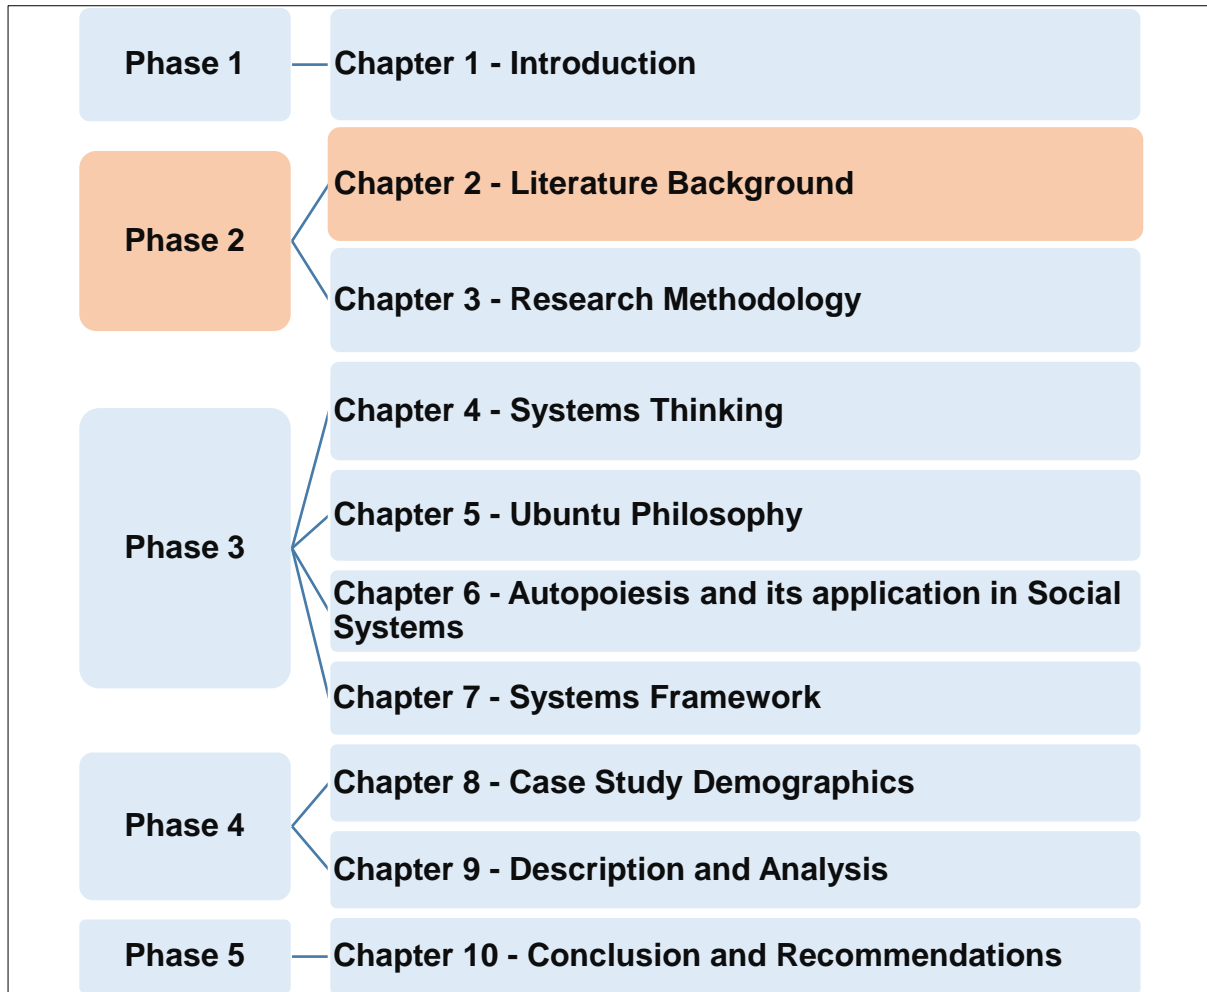 Phase 1
Chapter 1 - Introduction
Phase 2
Chapter 2 - Literature Background
Chapter 3 - Research Methodology
Phase 3
Chapter 4 - Systems Thinking
Chapter 5 - Ubuntu Philosophy
Chapter 6 - Autopoiesis and its application in Social
Systems
Chapter 7 - Systems Framework
Phase 4
Chapter 8 - Case Study Demographics
Chapter 9 - Description and Analysis
Phase 5
Chapter 10 - Conclusion and Recommendations